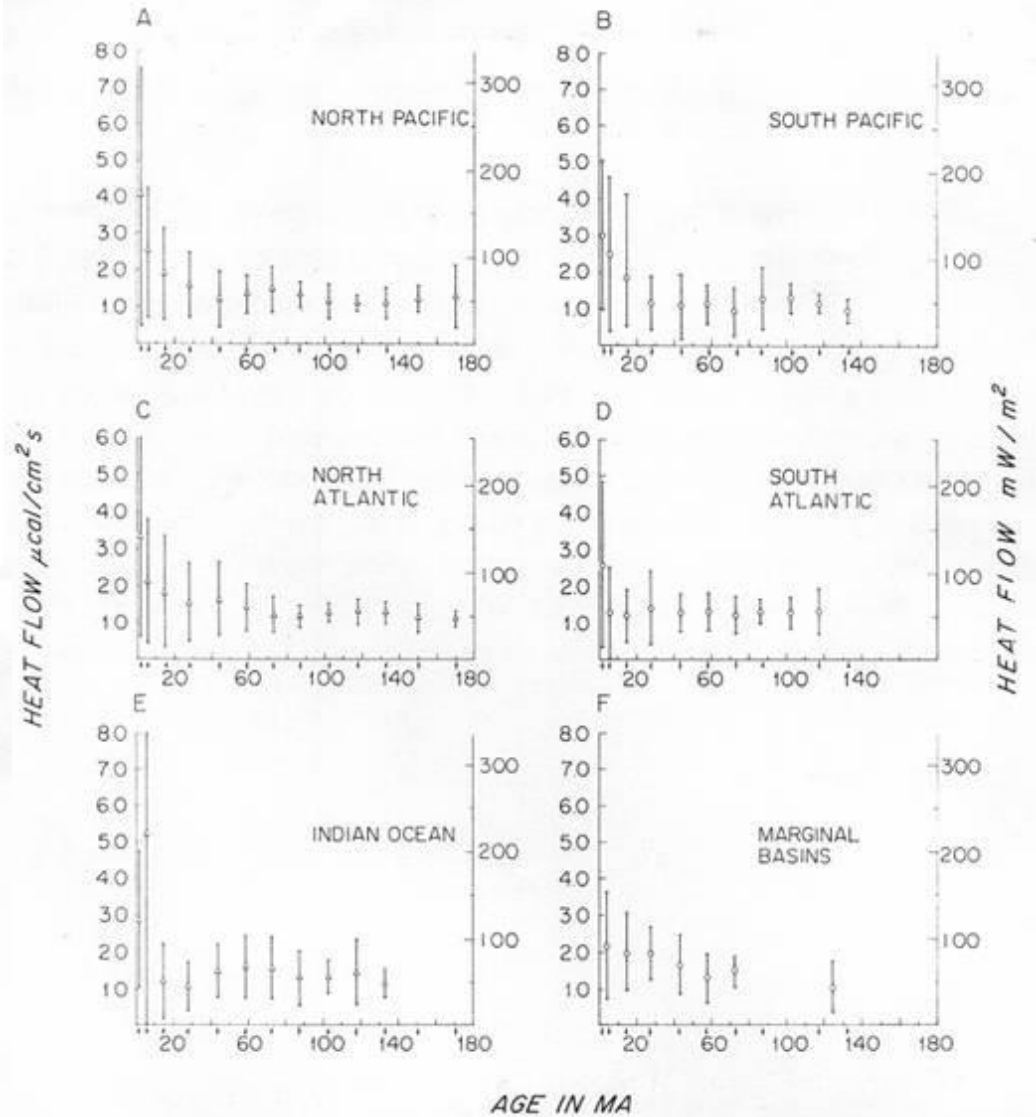 A
8.0
7.0
6.0
5.0
4.0
3.0
2.0
1.0
NORTH PACIFIC
300
200
100
20 60 100 140 180
B
8.0
7.0
6.0
5.0
4.0
3.0
2.0
1.0
SOUTH PACIFIC
300
200
100
20 60 100 140 180
C
6.0
5.0
4.0
3.0
2.0
1.0
NORTH
ATLANTIC
200
100
20 60 100 140 180
D
6.0
5.0
4.0
3.0
2.0
1.0
SOUTH
ATLANTIC
200
100
20 60 100 140
E
8.0
7.0
6.0
5.0
4.0
3.0
2.0
1.0
INDIAN OCEAN
300
200
100
20 60 100 140 180
F
8.0
7.0
6.0
5.0
4.0
3.0
2.0
1.0
MARGINAL
BASINS
300
200
100
20 60 100 140 180
HEAT FLOW μcal/cm² s
HEAT FLOW mW/m²
AGE IN MA